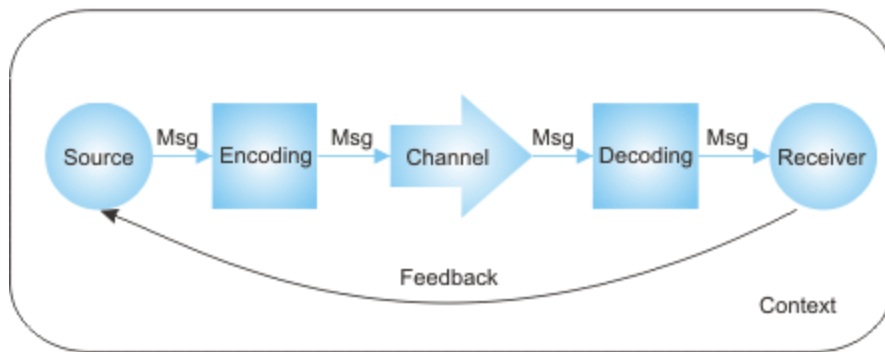 Msg Msg Msg Msg
Source Encoding Channel Decoding Receiver
Feedback
Context